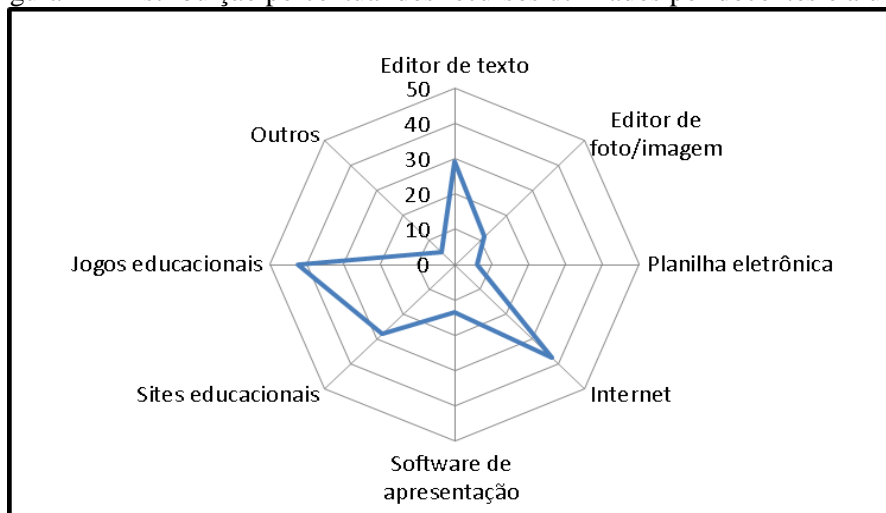 Editor de texto
50
40
30
20
10
0
Editor de
foto/imagem
Planilha eletrônica
Internet
Software de
apresentação
Sites educacionais
Jogos educacionais
Outros